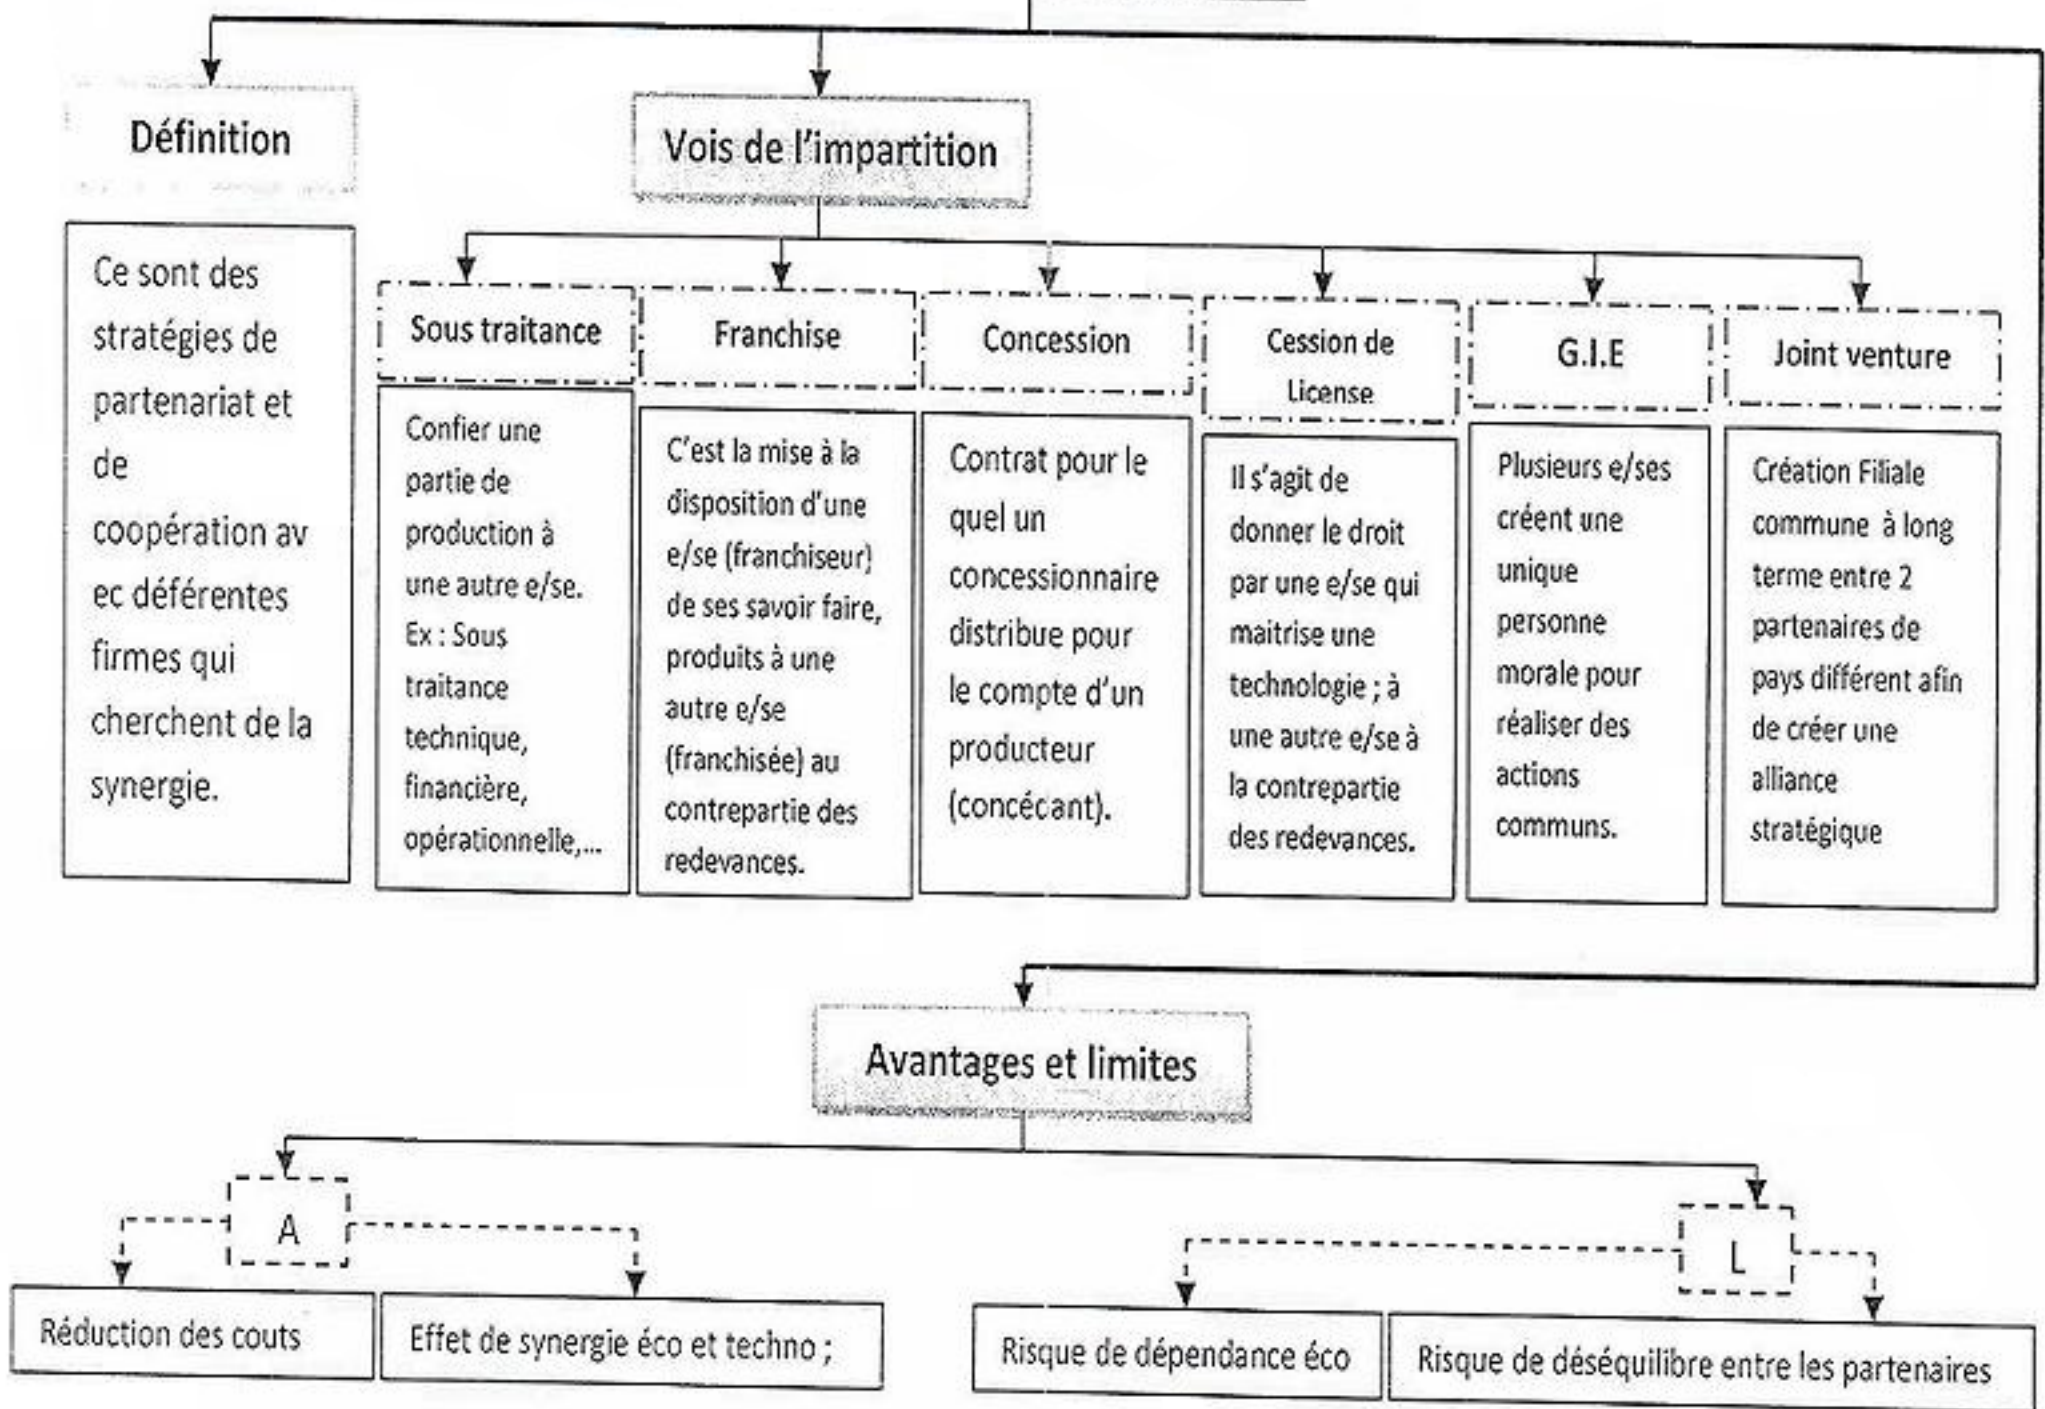 Définition
Vois de l'impartition
Ce sont des
stratégies de
partenariat et
de
coopération av
ec déférentes
firmes qui
cherchent de la
synergie.
Sous traitance
Confier une
partie de
production à
une autre e/se.
Ex : Sous
traitance
technique,
financière,
opérationnelle,...
Franchise
C'est la mise à la
disposition d'une
e/se (franchiseur)
de ses savoir faire,
produits à une
autre e/se
(franchisée) au
contrepartie des
redevances.
Concession
Contrat pour le
quel un
concessionnaire
distribue pour
le compte d'un
producteur
(concécant).
Cession de
License
Il s'agit de
donner le droit
par une e/se qui
maitrise une
technologie ; à
une autre e/se à
la contrepartie
des redevances.
G.I.E
Plusieurs e/ses
créent une
unique
personne
morale pour
réaliser des
actions
communs.
Joint venture
Création Filiale
commune à long
terme entre 2
partenaires de
pays différent afin
de créer une
alliance
stratégique
Avantages et limites
A
L
Réduction des couts
Effet de synergie éco et techno ;
Risque de dépendance éco
Risque de déséquilibre entre les partenaires